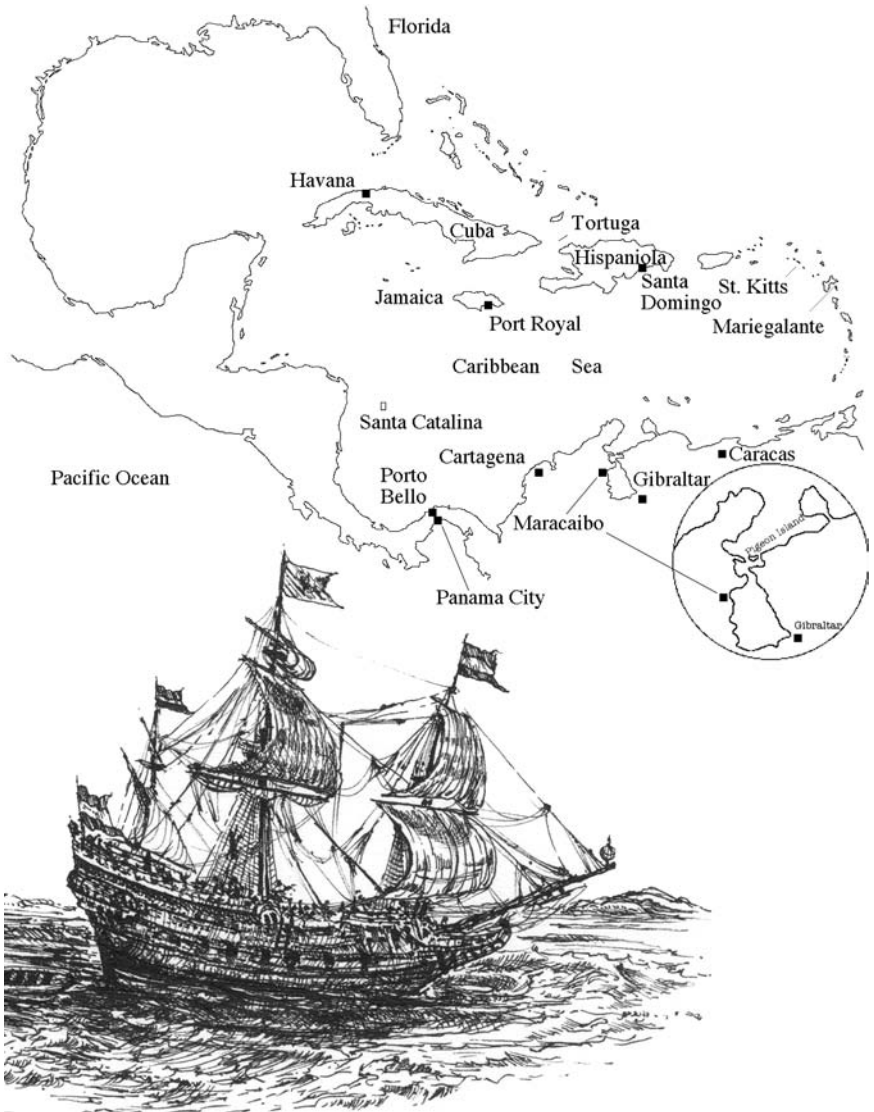 Florida
Havana
Cuba
Tortuga
Hispaniola
Santa
Domingo
St. Kitts
Mariegalante
Jamaica
Port Royal
Caribbean Sea
Santa Catalina
Pacific Ocean
Cartagena
Porto
Bello
Gibraltar
Caracas
Maracaibo
Panama City
Pigeon Island
Gibraltar